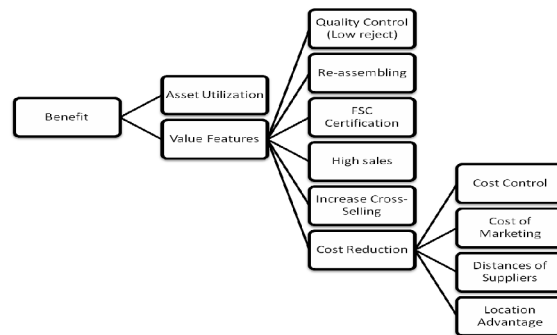 Benefit
Asset Utilization
Value Features
Quality Control
(Low reject)
Re-assembling
FSC
Certification
High sales
Increase Cross-
Selling
Cost Reduction
Cost Control
Cost of
Marketing
Distances of
Suppliers
Location
Advantage